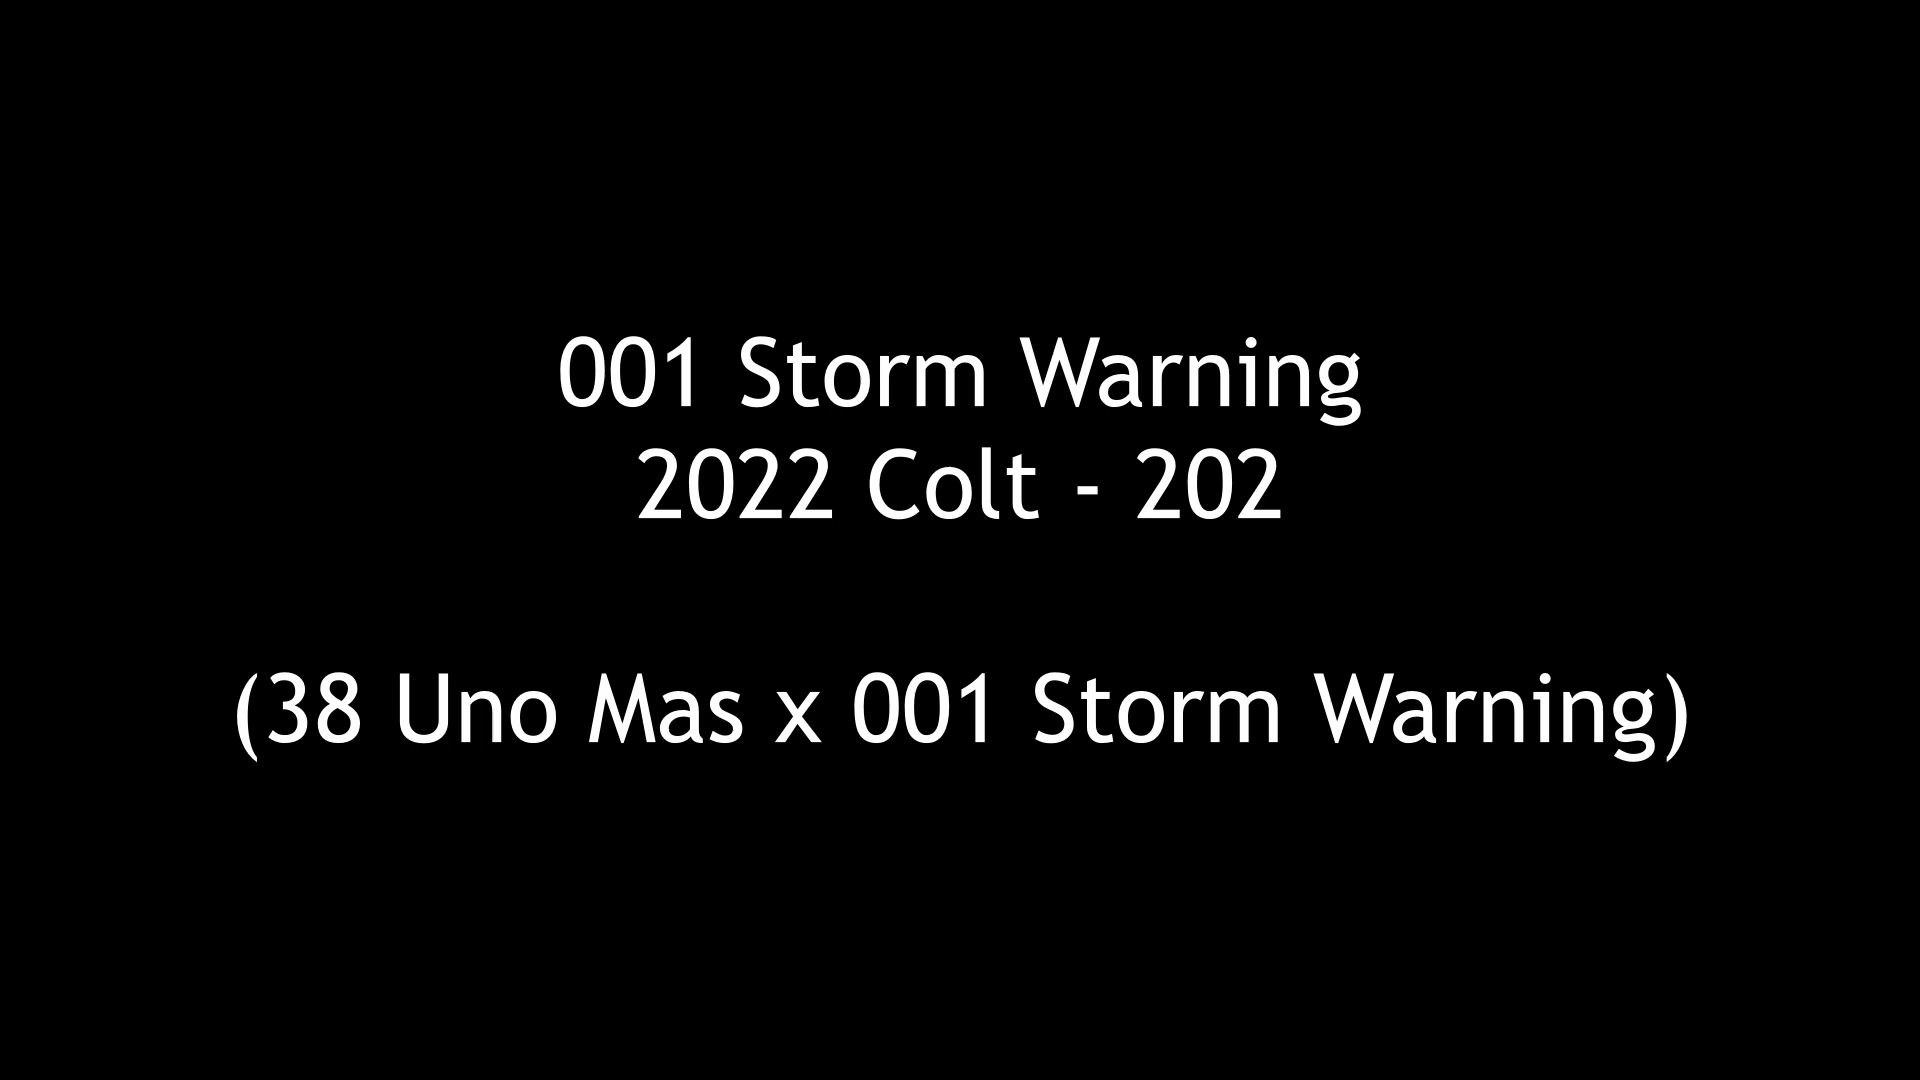 001 Storm Warning
2022 Colt - 202
(38 Uno Mas x 001 Storm Warning)